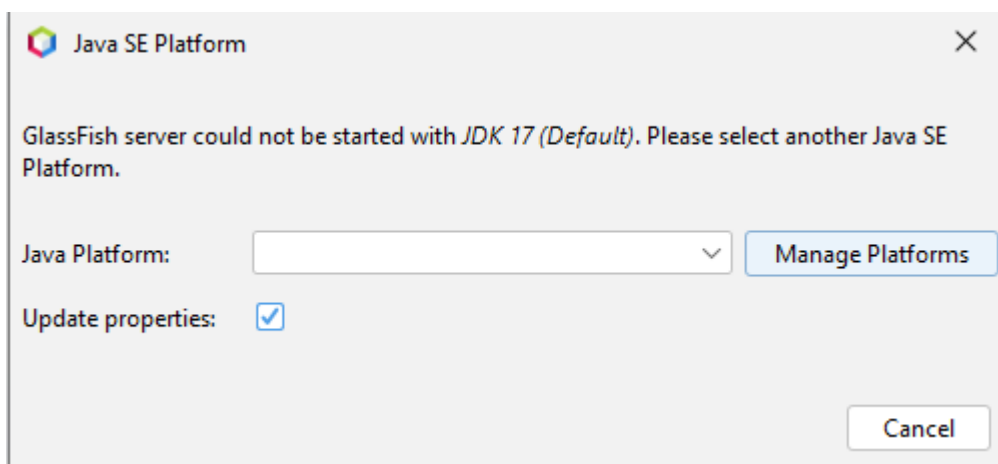 Java SE Platform
GlassFish server could not be started with JDK 17 (Default). Please select another Java SE
Platform.
Java Platform:
Manage Platforms
Update properties:
Cancel